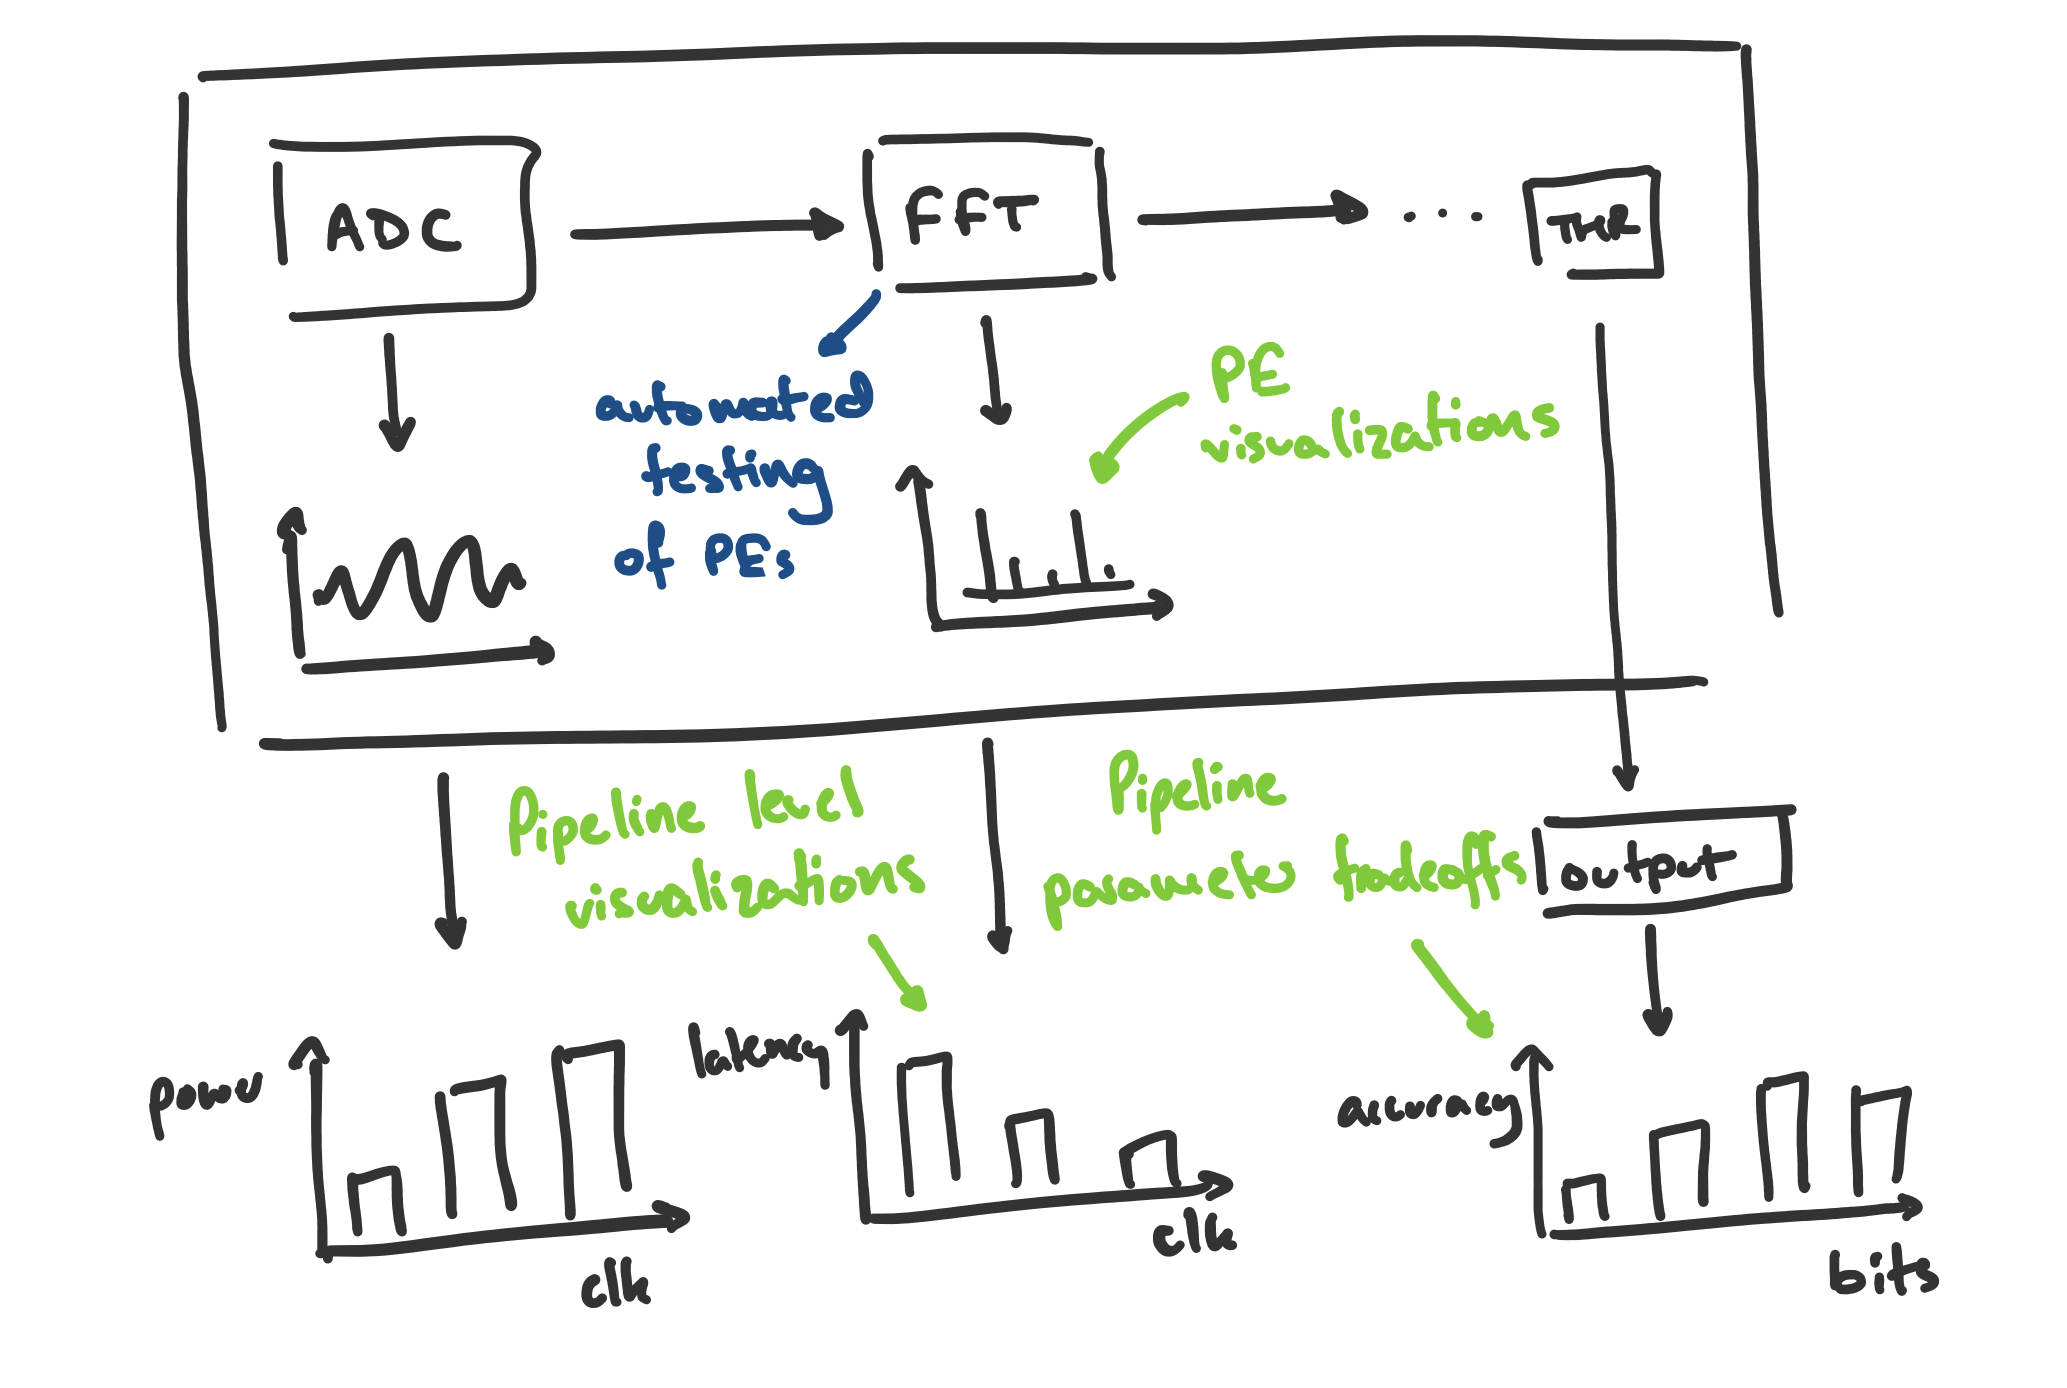 ADC
FFT
...
THR
automated
testing
of PEs
PE
visualizations
Pipeline level
visualizations
Pipeline
parameter tradeoffs
output
power
clk
latency
clk
accuracy
bits